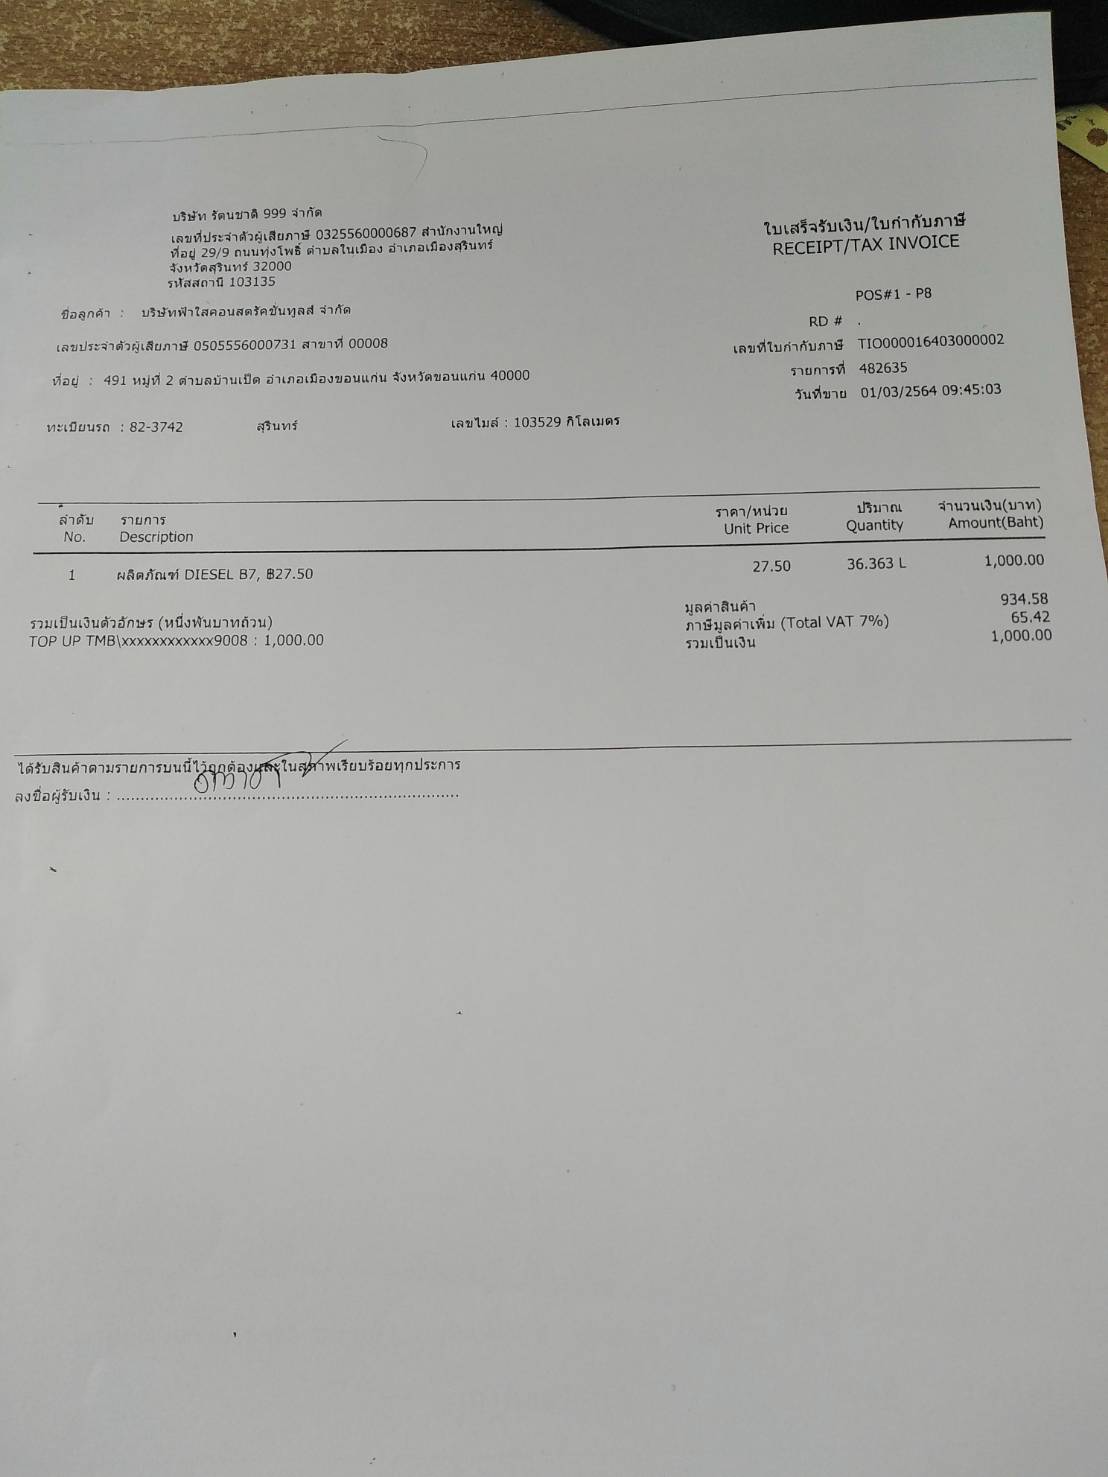 บริษัท รัตนชาติ 999 จำกัด
เลขที่ประจำตัวผู้เสียภาษี 0325560000687 สำนักงานใหญ่
ที่อยู่ 29/9 ถนนทุ่งโพธิ์ ตำบลในเมือง อำเภอเมืองสุรินทร์
จังหวัดสุรินทร์ 32000
รหัสสถานี 103135
ใบเสร็จรับเงิน/ใบกำกับภาษี
RECEIPT/TAX INVOICE
POS#1 - P8
ชื่อลูกค้า : บริษัทฟ้าใสคอนสตรัคชั่นทูลส์ จำกัด
RD # .
เลขประจำตัวผู้เสียภาษี 0505556000731 สาขาที่ 00008
เลขที่ใบกำกับภาษี TIO000016403000002
รายการที่ 482635
ที่อยู่ : 491 หมู่ที่ 2 ตำบลบ้านเป็ด อำเภอเมืองขอนแก่น จังหวัดขอนแก่น 40000
วันที่ขาย 01/03/2564 09:45:03
ทะเบียนรถ : 82-3742 สุรินทร์ เลขไมล์ : 103529 กิโลเมตร
ลำดับ รายการ ราคา/หน่วย ปริมาณ จำนวนเงิน(บาท)
No. Description Unit Price Quantity Amount(Baht)
1 ผลิตภัณฑ์ DIESEL B7, ฿27.50 27.50 36.363 L 1,000.00
มูลค่าสินค้า 934.58
รวมเป็นเงินตัวอักษร (หนึ่งพันบาทถ้วน) ภาษีมูลค่าเพิ่ม (Total VAT 7%) 65.42
TOP UP TMB\xxxxxxxxxxxx9008 : 1,000.00 รวมเป็นเงิน 1,000.00
ได้รับสินค้าตามรายการบนนี้ไว้ถูกต้องและในสภาพเรียบร้อยทุกประการ
ลงชื่อผู้รับเงิน :